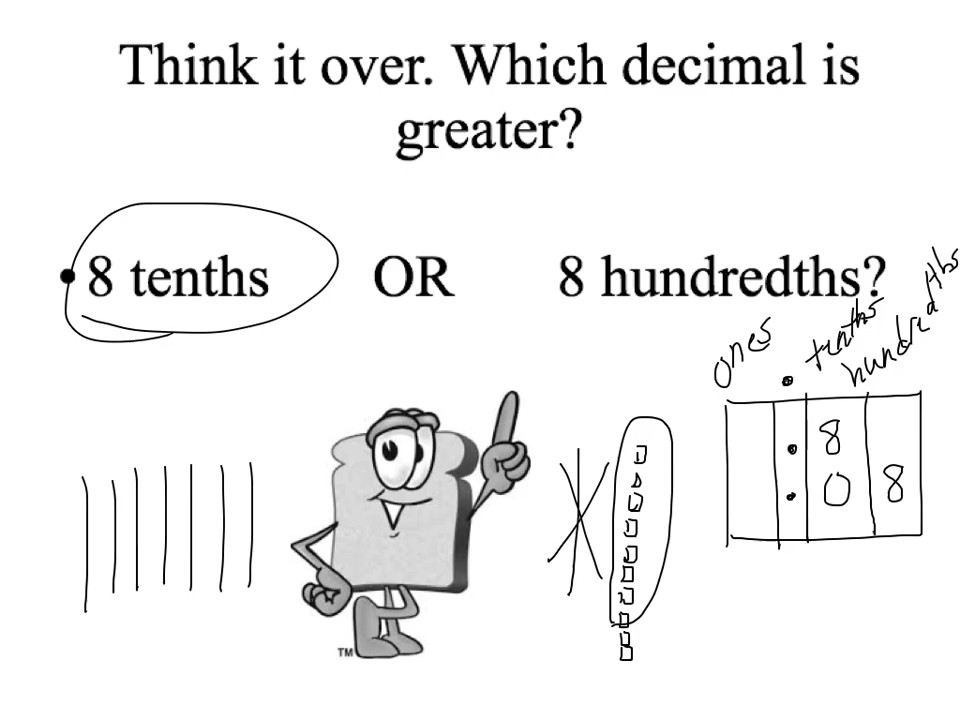 Think it over. Which decimal is
greater?
• 8 tenths OR 8 hundredths?
ones . tenths hundredths
. 8
. 0 8
TM